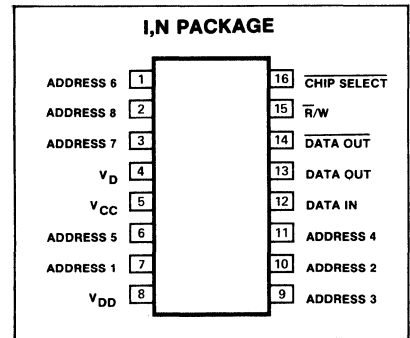 I,N PACKAGE
ADDRESS 6 1 16 CHIP SELECT
ADDRESS 8 2 15 R/W
ADDRESS 7 3 14 DATA OUT
VD 4 13 DATA OUT
VCC 5 12 DATA IN
ADDRESS 5 6 11 ADDRESS 4
ADDRESS 1 7 10 ADDRESS 2
VDD 8 9 ADDRESS 3